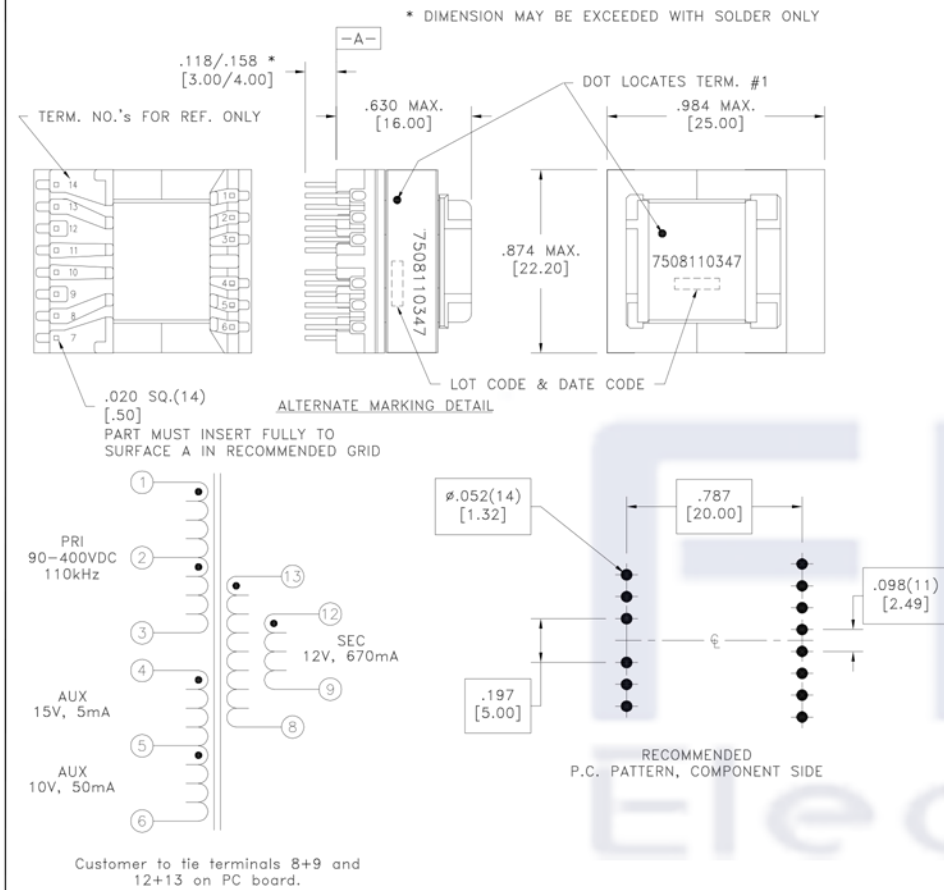 * DIMENSION MAY BE EXCEEDED WITH SOLDER ONLY
-A-
.118/.158 *
[3.00/4.00]
DOT LOCATES TERM. #1
TERM. NO.'s FOR REF. ONLY
.630 MAX.
[16.00]
.984 MAX.
[25.00]
14
13
12
11
10
9
8
7
1
2
3
4
5
6
7508110347
.874 MAX.
[22.20]
7508110347
LOT CODE & DATE CODE
.020 SQ.(14)
[.50]
ALTERNATE MARKING DETAIL
PART MUST INSERT FULLY TO
SURFACE A IN RECOMMENDED GRID
1
PRI
90-400VDC
110kHz
2
3
4
AUX
15V, 5mA
5
AUX
10V, 50mA
6
13
12
SEC
12V, 670mA
9
8
Customer to tie terminals 8+9 and
12+13 on PC board.
ø.052(14)
[1.32]
.787
[20.00]
.098(11)
[2.49]
℄
.197
[5.00]
RECOMMENDED
P.C. PATTERN, COMPONENT SIDE
Elec